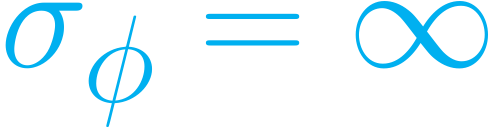 σ_ϕ = ∞